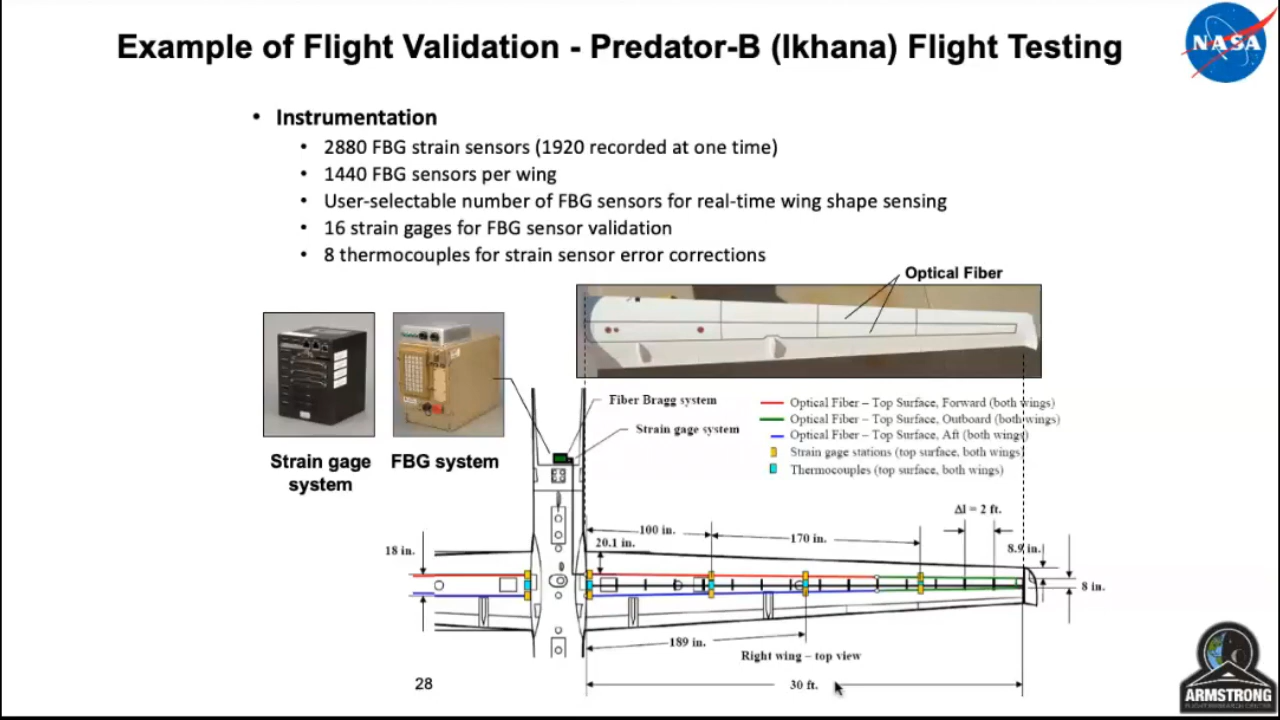 Example of Flight Validation - Predator-B (Ikhana) Flight Testing
NASA
• Instrumentation
• 2880 FBG strain sensors (1920 recorded at one time)
• 1440 FBG sensors per wing
• User-selectable number of FBG sensors for real-time wing shape sensing
• 16 strain gages for FBG sensor validation
• 8 thermocouples for strain sensor error corrections
Optical Fiber
Fiber Bragg system
Strain gage system
Optical Fiber – Top Surface, Forward (both wings)
Optical Fiber – Top Surface, Outboard (both wings)
Optical Fiber – Top Surface, Aft (both wings)
Strain gage stations (top surface, both wings)
Thermocouples (top surface, both wings)
Strain gage
system
FBG system
Δl = 2 ft.
100 in.
170 in.
18 in.
20.1 in.
8.9 in.
8 in.
189 in.
Right wing – top view
30 ft.
28
ARMSTRONG
FLIGHT RESEARCH CENTER